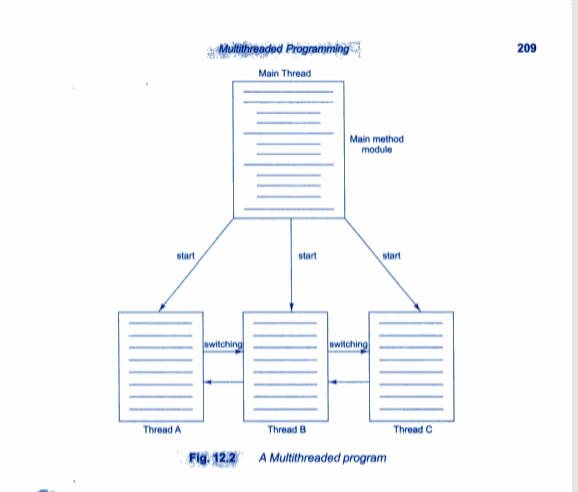 Multithreaded Programming 209
Main Thread
Main method
module
start start start
switching switching
Thread A Thread B Thread C
Fig. 12.2 A Multithreaded program